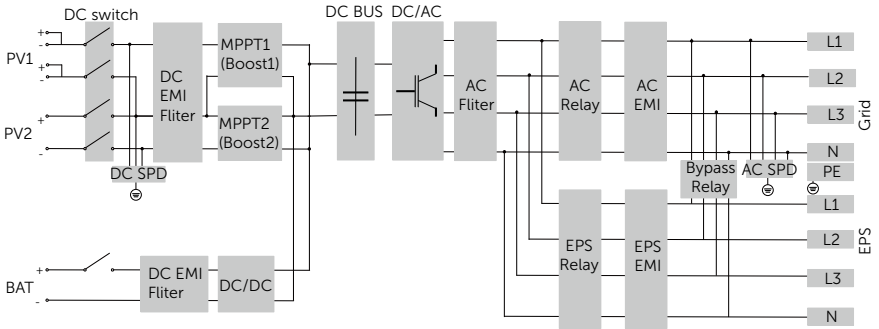 DC switch
DC BUS
DC/AC
+
-
PV1
+
-
+
PV2
-
DC
EMI
Fliter
MPPT1
(Boost1)
MPPT2
(Boost2)
DC SPD
AC
Fliter
AC
Relay
AC
EMI
L1
L2
L3
N
PE
Grid
Bypass
Relay
AC SPD
EPS
Relay
EPS
EMI
L1
L2
L3
N
EPS
+
BAT
-
DC EMI
Fliter
DC/DC